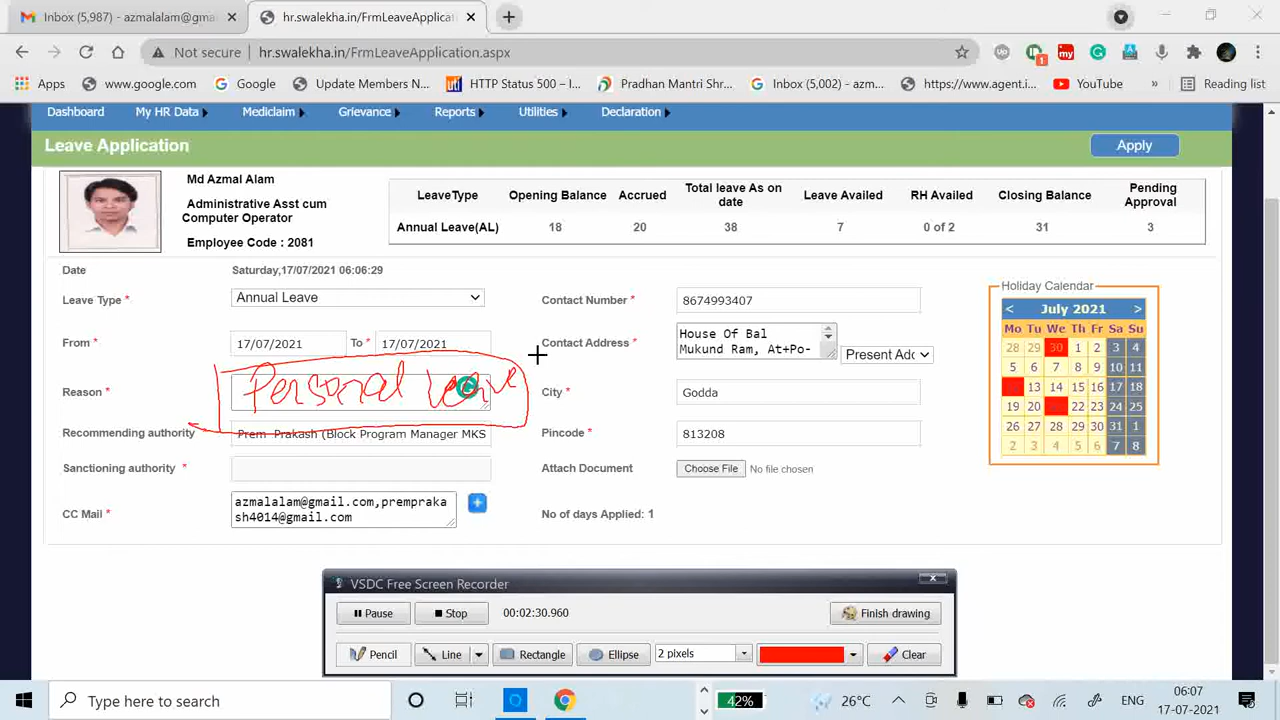 Inbox (5,987) - azmalalam@gma
hr.swalekha.in/FrmLeaveApplication.aspx
Not secure hr.swalekha.in/FrmLeaveApplication.aspx
Apps www.google.com Google Update Members N... HTTP Status 500 – I... Pradhan Mantri Shr... Inbox (5,002) - azm... https://www.agent.i... YouTube Reading list
Dashboard My HR Data Mediclaim Grievance Reports Utilities Declaration
Leave Application Apply
Md Azmal Alam
Administrative Asst cum
Computer Operator
Employee Code : 2081
LeaveType Opening Balance Accrued Total leave As on date Leave Availed RH Availed Closing Balance Pending Approval
Annual Leave(AL) 18 20 38 7 0 of 2 31 3
Date Saturday,17/07/2021 06:06:29
Leave Type * Annual Leave
From * 17/07/2021 To * 17/07/2021
Reason * Personal leave
Recommending authority Prem Prakash (Block Program Manager MKS
Sanctioning authority *
CC Mail * azmalalam@gmail.com,premprakash4014@gmail.com
Contact Number * 8674993407
Contact Address * House Of Bal
Mukund Ram, At+Po-
Present Adc
City * Godda
Pincode * 813208
Attach Document Choose File No file chosen
No of days Applied: 1
Holiday Calendar
< July 2021 >
Mo Tu We Th Fr Sa Su
28 29 30 1 2 3 4
5 6 7 8 9 10 11
13 14 15 16 17 18
19 20 22 23 24 25
26 27 28 29 30 31 1
2 3 4 5 6 7 8
VSDC Free Screen Recorder
Pause Stop 00:02:30.960 Finish drawing
Pencil Line Rectangle Ellipse 2 pixels Clear
Type here to search 42% 26°C ENG 06:07
17-07-2021